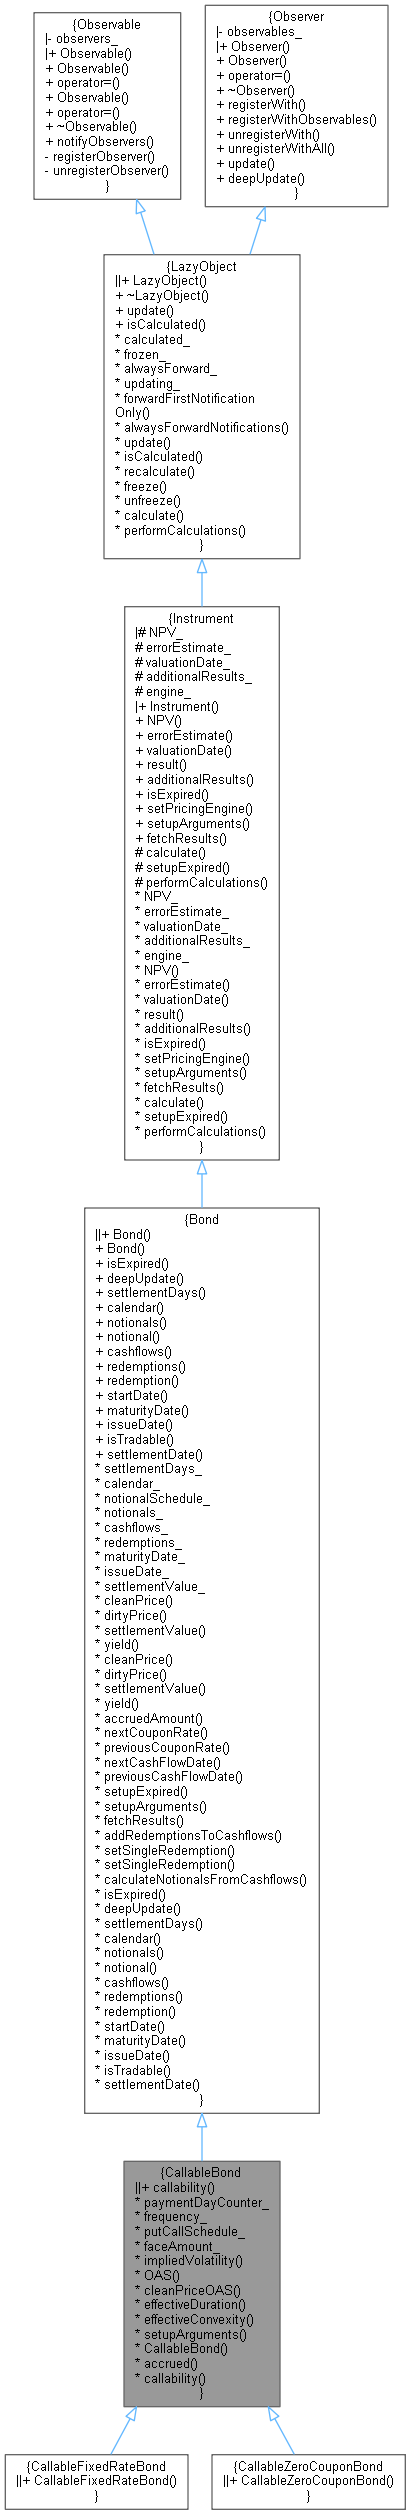 {Observable
|- observers_
|+ Observable()
+ Observable()
+ operator=()
+ Observable()
+ operator=()
+ ~Observable()
+ notifyObservers()
- registerObserver()
- unregisterObserver()
}
{Observer
|- observables_
|+ Observer()
+ Observer()
+ operator=()
+ ~Observer()
+ registerWith()
+ registerWithObservables()
+ unregisterWith()
+ unregisterWithAll()
+ update()
+ deepUpdate()
}
{LazyObject
||+ LazyObject()
+ ~LazyObject()
+ update()
+ isCalculated()
* calculated_
* frozen_
* alwaysForward_
* updating_
* forwardFirstNotification
Only()
* alwaysForwardNotifications()
* update()
* isCalculated()
* recalculate()
* freeze()
* unfreeze()
* calculate()
* performCalculations()
}
{Instrument
|# NPV_
# errorEstimate_
# valuationDate_
# additionalResults_
# engine_
|+ Instrument()
+ NPV()
+ errorEstimate()
+ valuationDate()
+ result()
+ additionalResults()
+ isExpired()
+ setPricingEngine()
+ setupArguments()
+ fetchResults()
# calculate()
# setupExpired()
# performCalculations()
* NPV_
* errorEstimate_
* valuationDate_
* additionalResults_
* engine_
* NPV()
* errorEstimate()
* valuationDate()
* result()
* additionalResults()
* isExpired()
* setPricingEngine()
* setupArguments()
* fetchResults()
* calculate()
* setupExpired()
* performCalculations()
}
{Bond
||+ Bond()
+ Bond()
+ isExpired()
+ deepUpdate()
+ settlementDays()
+ calendar()
+ notionals()
+ notional()
+ cashflows()
+ redemptions()
+ redemption()
+ startDate()
+ maturityDate()
+ issueDate()
+ isTradable()
+ settlementDate()
* settlementDays_
* calendar_
* notionalSchedule_
* notionals_
* cashflows_
* redemptions_
* maturityDate_
* issueDate_
* settlementValue_
* cleanPrice()
* dirtyPrice()
* settlementValue()
* yield()
* cleanPrice()
* dirtyPrice()
* settlementValue()
* yield()
* accruedAmount()
* nextCouponRate()
* previousCouponRate()
* nextCashFlowDate()
* previousCashFlowDate()
* setupExpired()
* setupArguments()
* fetchResults()
* addRedemptionsToCashflows()
* setSingleRedemption()
* setSingleRedemption()
* calculateNotionalsFromCashflows()
* isExpired()
* deepUpdate()
* settlementDays()
* calendar()
* notionals()
* notional()
* cashflows()
* redemptions()
* redemption()
* startDate()
* maturityDate()
* issueDate()
* isTradable()
* settlementDate()
}
{CallableBond
||+ callability()
* paymentDayCounter_
* frequency_
* putCallSchedule_
* faceAmount_
* impliedVolatility()
* OAS()
* cleanPriceOAS()
* effectiveDuration()
* effectiveConvexity()
* setupArguments()
* CallableBond()
* accrued()
* callability()
}
{CallableFixedRateBond
||+ CallableFixedRateBond()
}
{CallableZeroCouponBond
||+ CallableZeroCouponBond()
}